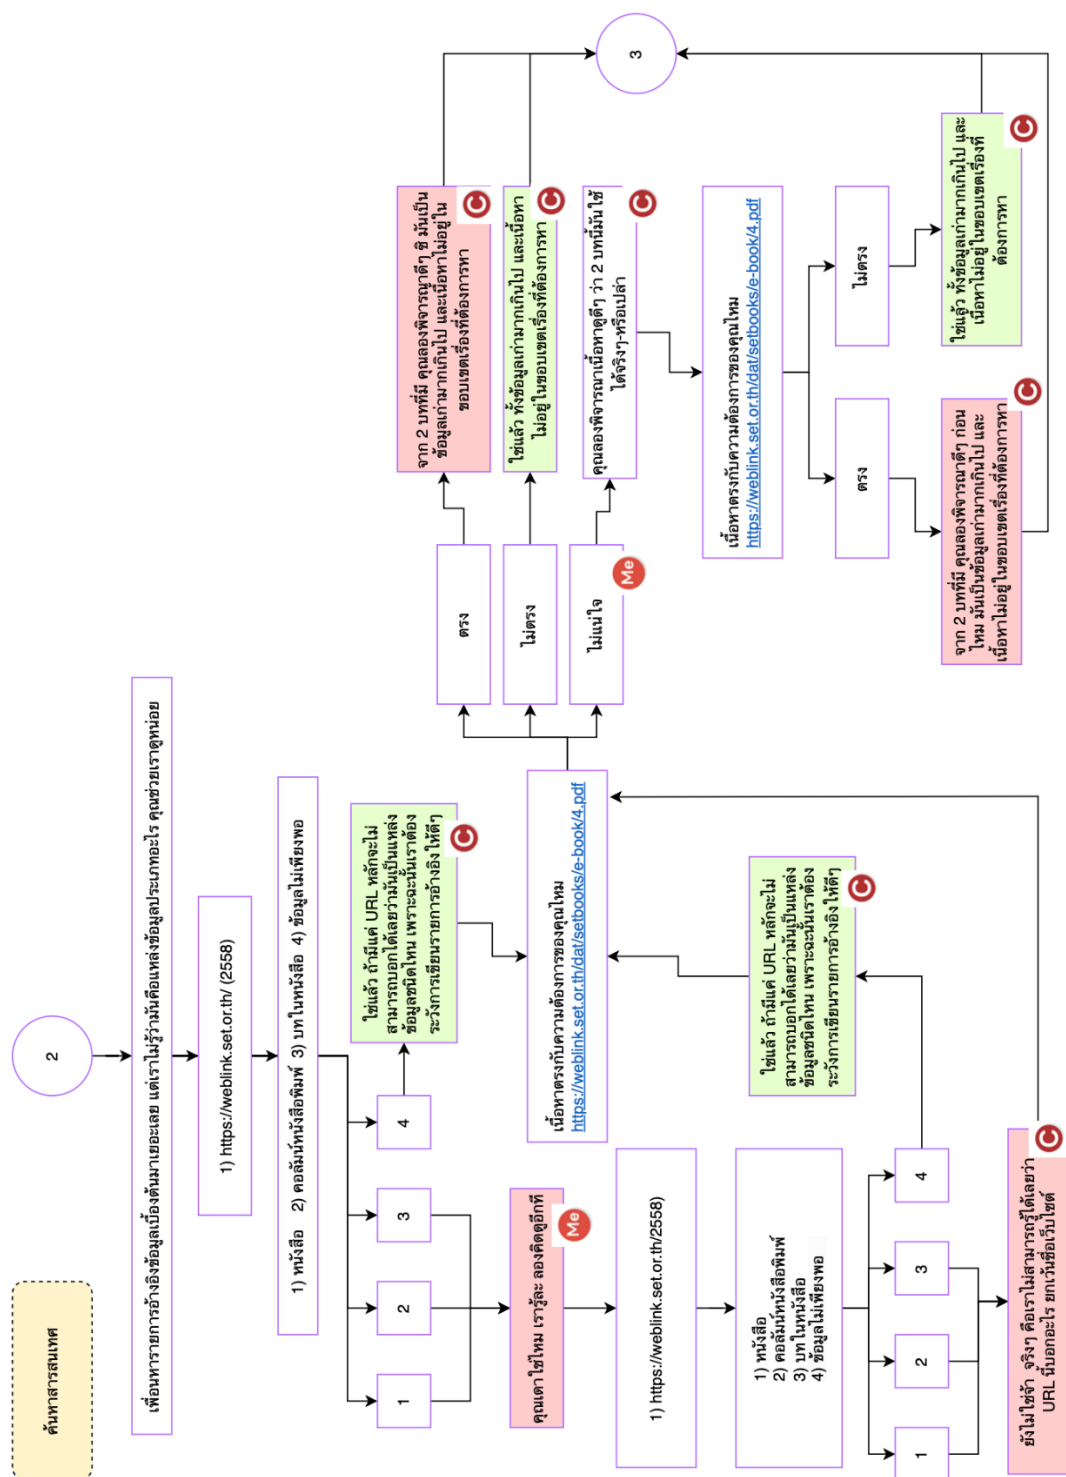 ค้นหาสารสนเทศ
2
เพื่อนหารายการอ้างอิงข้อมูลเบื้องต้นมาเยอะเลย แต่เราไม่รู้ว่ามันคือแหล่งข้อมูลประเภทอะไร คุณช่วยเราดูหน่อย
1) https://weblink.set.or.th/ (2558)
1) หนังสือ 2) คอลัมน์หนังสือพิมพ์ 3) บทในหนังสือ 4) ข้อมูลไม่เพียงพอ
1
2
3
4
ใช่แล้ว ถ้ามีแค่ URL หลักจะไม่
สามารถบอกได้เลยว่ามันเป็นแหล่ง
ข้อมูลชนิดไหน เพราะฉะนั้นเราต้อง
ระวังการเขียนรายการอ้างอิงให้ดีๆ
C
คุณเดาใช่ไหม เรารู้ละ ลองคิดดูอีกที
Me
1) https://weblink.set.or.th/2558)
1) หนังสือ
2) คอลัมน์หนังสือพิมพ์
3) บทในหนังสือ
4) ข้อมูลไม่เพียงพอ
1
2
3
4
ยังไม่ใช่จ้า จริงๆ คือเราไม่สามารถรู้ได้เลยว่า
URL นี้บอกอะไร ยกเว้นชื่อเว็บไซต์
C
ใช่แล้ว ถ้ามีแค่ URL หลักจะไม่
สามารถบอกได้เลยว่ามันเป็นแหล่ง
ข้อมูลชนิดไหน เพราะฉะนั้นเราต้อง
ระวังการเขียนรายการอ้างอิงให้ดีๆ
C
เนื้อหาตรงกับความต้องการของคุณไหม
https://weblink.set.or.th/dat/setbooks/e-book/4.pdf
ตรง
ไม่ตรง
ไม่แน่ใจ
Me
จาก 2 บทที่มี คุณลองพิจารณาดีๆ ซิ มันเป็น
ข้อมูลเก่ามากเกินไป และเนื้อหาไม่อยู่ใน
ขอบเขตเรื่องที่ต้องการหา
C
ใช่แล้ว ทั้งข้อมูลเก่ามากเกินไป และเนื้อหา
ไม่อยู่ในขอบเขตเรื่องที่ต้องการหา
C
คุณลองพิจารณาเนื้อหาดูดีๆ ว่า 2 บทนี้มันใช้
ได้จริงๆ-หรือเปล่า
C
เนื้อหาตรงกับความต้องการของคุณไหม
https://weblink.set.or.th/dat/setbooks/e-book/4.pdf
ตรง
ไม่ตรง
จาก 2 บทที่มี คุณลองพิจารณาดีๆ ก่อน
ไหม มันเป็นข้อมูลเก่ามากเกินไป และ
เนื้อหาไม่อยู่ในขอบเขตเรื่องที่ต้องการหา
C
ใช่แล้ว ทั้งข้อมูลเก่ามากเกินไป และ
เนื้อหาไม่อยู่ในขอบเขตเรื่องที่
ต้องการหา
C
3